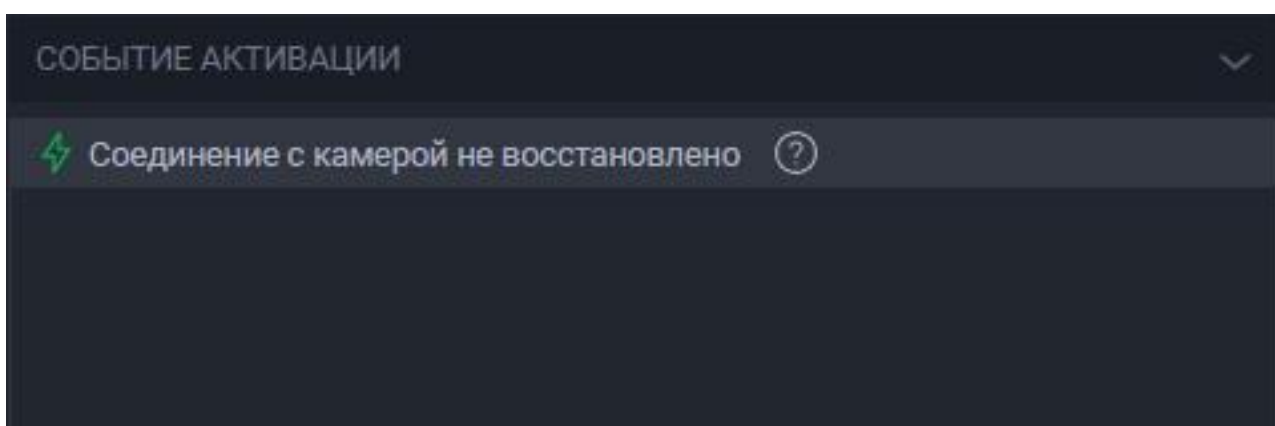 СОБЫТИЕ АКТИВАЦИИ
Соединение с камерой не восстановлено ?